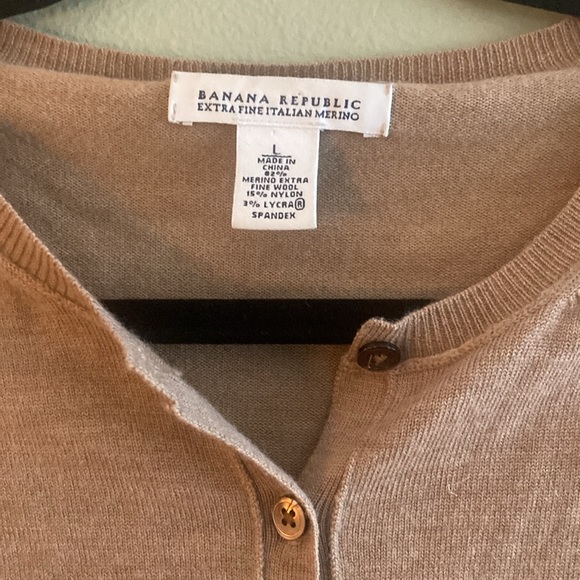 BANANA REPUBLIC
EXTRA FINE ITALIAN MERINO
L
MADE IN
CHINA
82%
MERINO EXTRA
FINE WOOL
15% NYLON
3% LYCRA®
SPANDEX